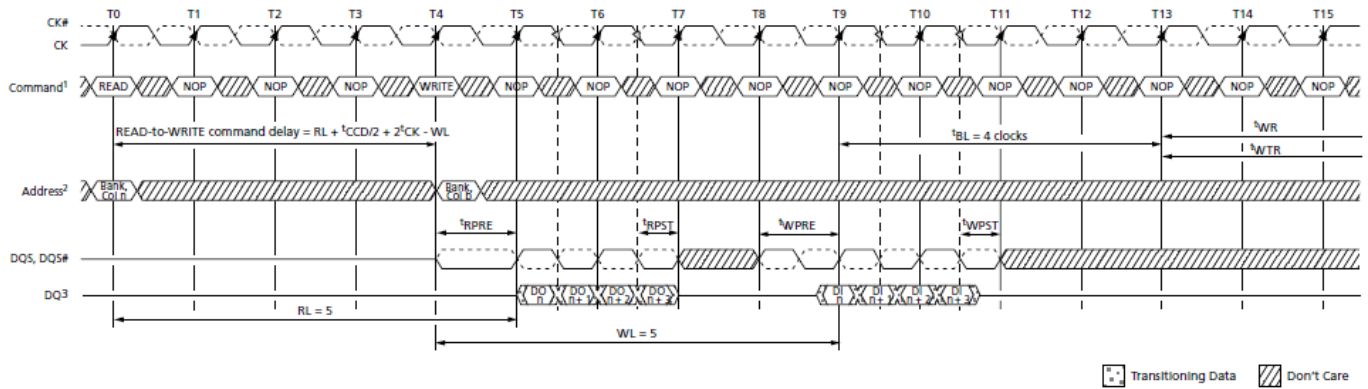 T0 T1 T2 T3 T4 T5 T6 T7 T8 T9 T10 T11 T12 T13 T14 T15
CK#
CK
Command1 READ NOP NOP NOP WRITE NOP NOP NOP NOP NOP NOP NOP NOP NOP NOP NOP
READ-to-WRITE command delay = RL + tCCD/2 + 2tCK - WL
tBL = 4 clocks
tWR
tWTR
Address2 Bank, Col n Bank, Col b
tRPRE tRPST tWPRE tWPST
DQS, DQS#
DQ3 DO n DO n + 1 DO n + 2 DO n + 3 DI n DI n + 1 DI n + 2 DI n + 3
RL = 5
WL = 5
Transitioning Data Don't Care